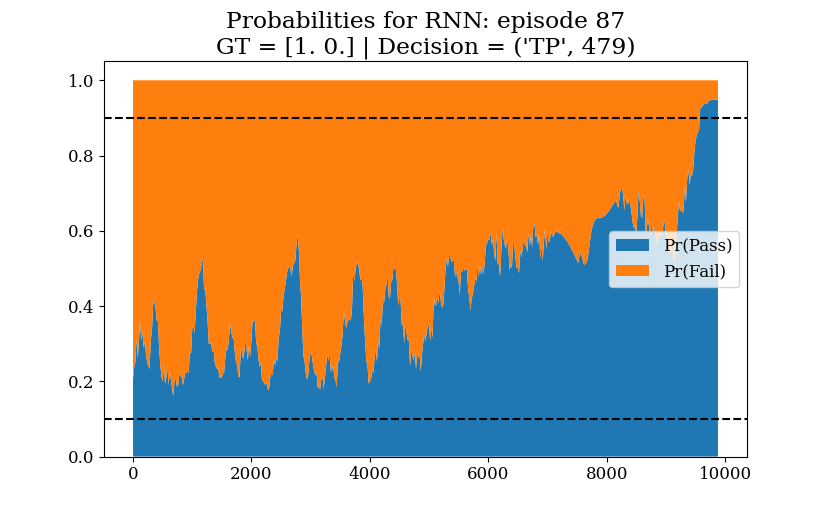 Probabilities for RNN: episode 87
GT = [1. 0.] | Decision = ('TP', 479)
1.0
0.8
0.6
0.4
0.2
0.0
Pr(Pass)
Pr(Fail)
0 2000 4000 6000 8000 10000